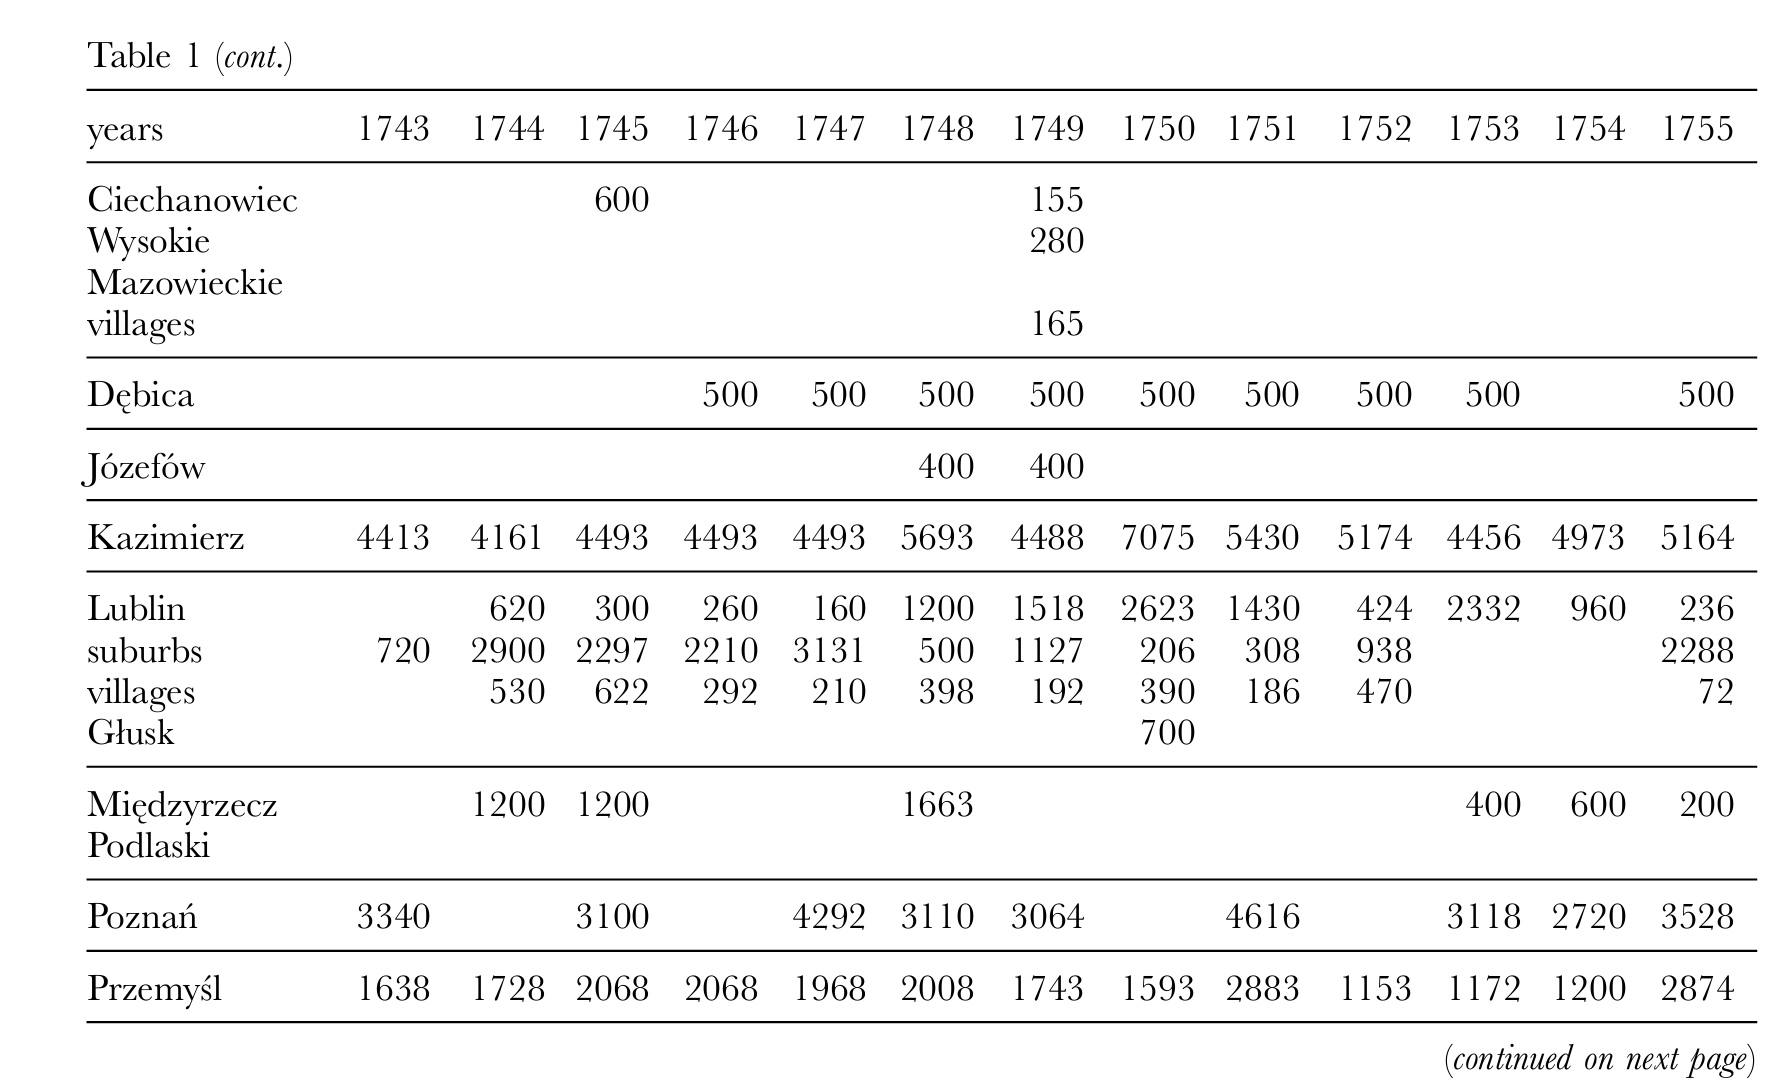 Table 1 (cont.)
years 1743 1744 1745 1746 1747 1748 1749 1750 1751 1752 1753 1754 1755
Ciechanowiec 600 155
Wysokie 280
Mazowieckie
villages 165
Dębica 500 500 500 500 500 500 500 500 500
Józefów 400 400
Kazimierz 4413 4161 4493 4493 4493 5693 4488 7075 5430 5174 4456 4973 5164
Lublin 620 300 260 160 1200 1518 2623 1430 424 2332 960 236
suburbs 720 2900 2297 2210 3131 500 1127 206 308 938 2288
villages 530 622 292 210 398 192 390 186 470 72
Głusk 700
Międzyrzecz 1200 1200 1663 400 600 200
Podlaski
Poznań 3340 3100 4292 3110 3064 4616 3118 2720 3528
Przemyśl 1638 1728 2068 2068 1968 2008 1743 1593 2883 1153 1172 1200 2874
(continued on next page)